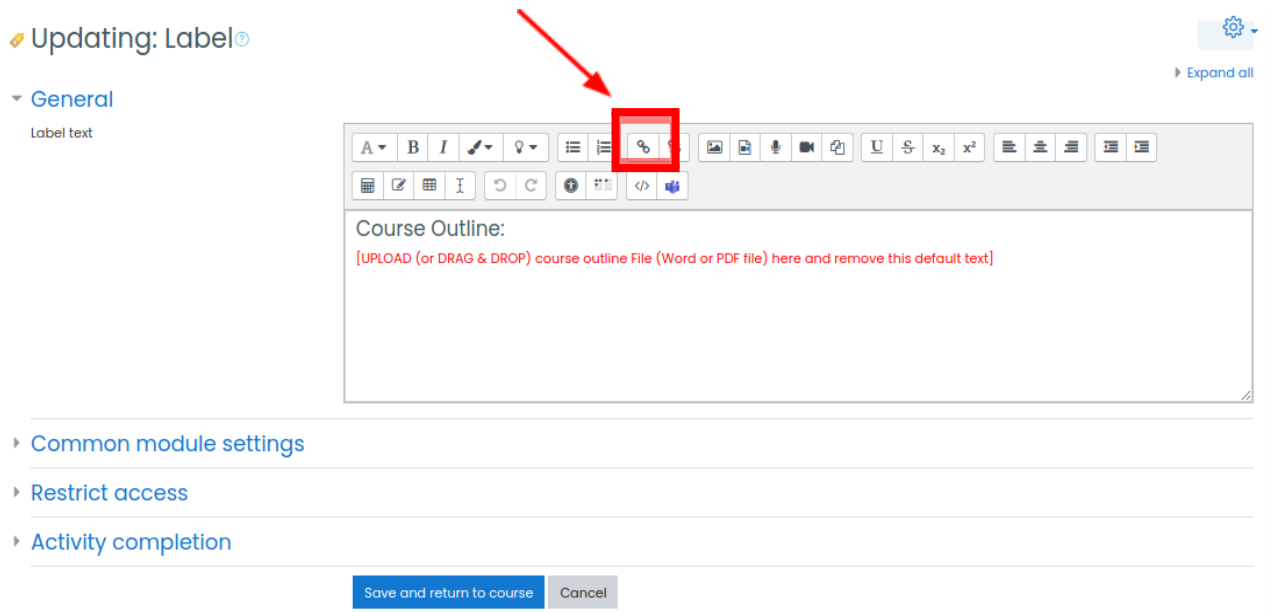 Updating: Label
Expand all
General
Label text
A B I
U S x₂ x²
</>
Course Outline:
[UPLOAD (or DRAG & DROP) course outline File (Word or PDF file) here and remove this default text]
Common module settings
Restrict access
Activity completion
Save and return to course Cancel